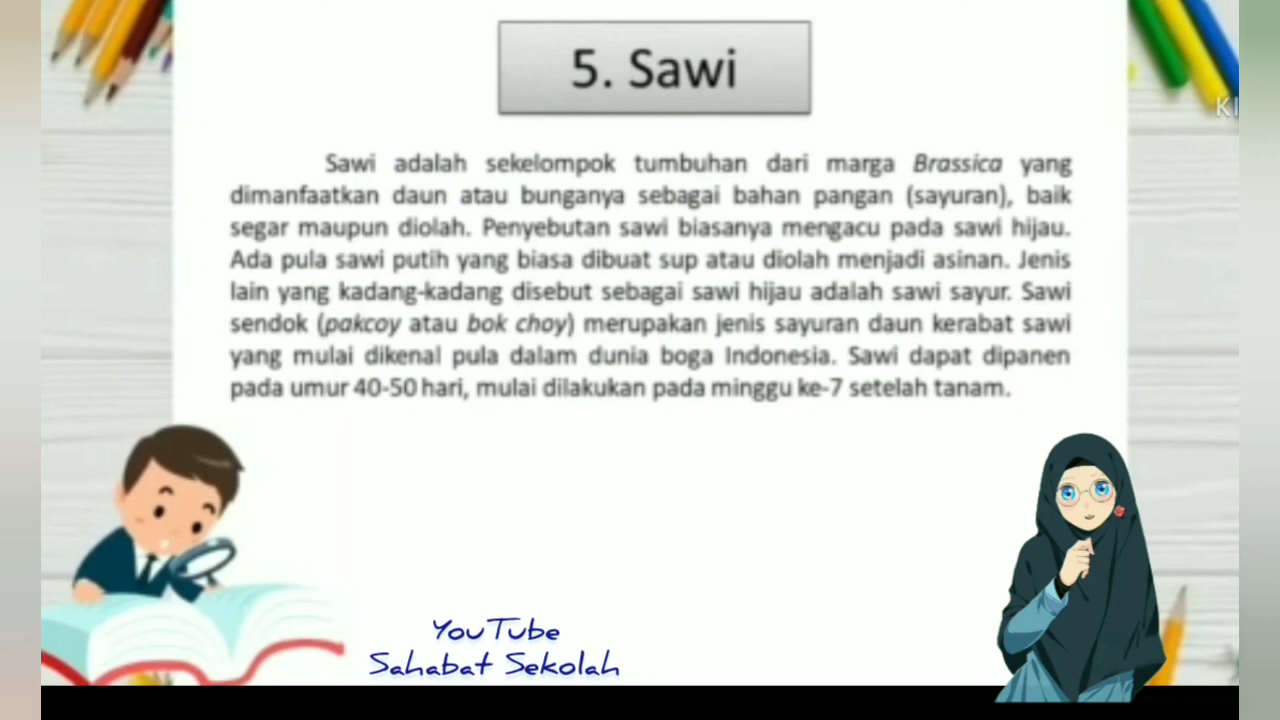 5. Sawi
Sawi adalah sekelompok tumbuhan dari marga Brassica yang
dimanfaatkan daun atau bunganya sebagai bahan pangan (sayuran), baik
segar maupun diolah. Penyebutan sawi biasanya mengacu pada sawi hijau.
Ada pula sawi putih yang biasa dibuat sup atau diolah menjadi asinan. Jenis
lain yang kadang-kadang disebut sebagai sawi hijau adalah sawi sayur. Sawi
sendok (pakcoy atau bok choy) merupakan jenis sayuran daun kerabat sawi
yang mulai dikenal pula dalam dunia boga Indonesia. Sawi dapat dipanen
pada umur 40-50 hari, mulai dilakukan pada minggu ke-7 setelah tanam.
YouTube
Sahabat Sekolah